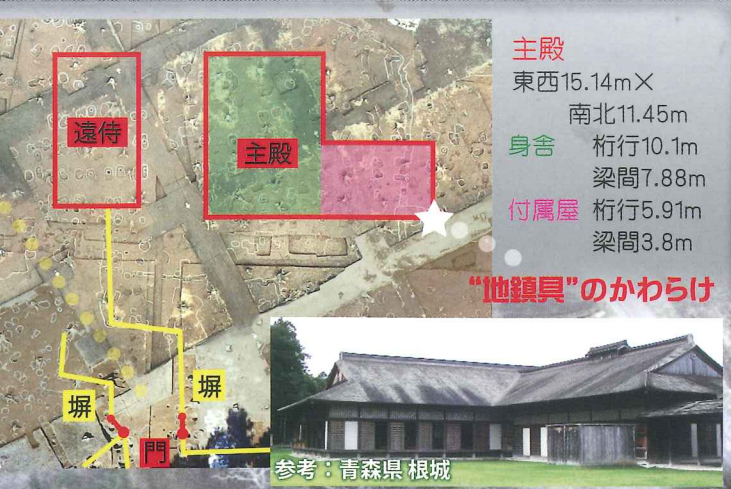 主殿
東西15.14m×
南北11.45m
身舎 桁行10.1m
梁間7.88m
付属屋 桁行5.91m
梁間3.8m
"地鎮具"のかわらけ
遠侍
主殿
塀
塀
門
参考：青森県 根城